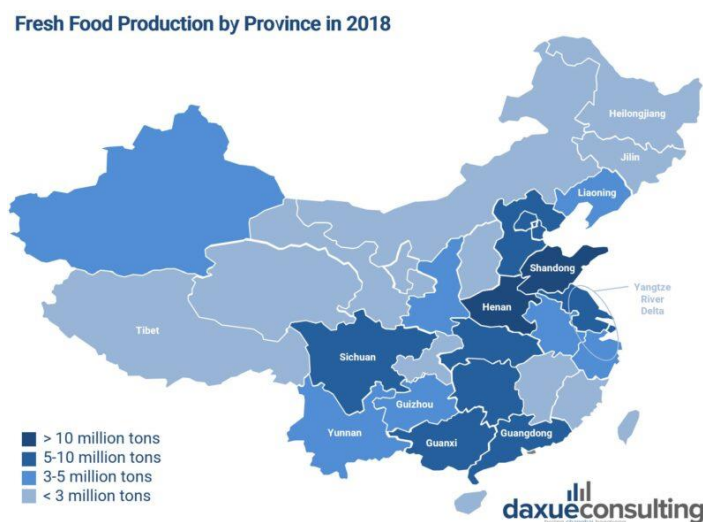 Fresh Food Production by Province in 2018
Heilongjiang
Jilin
Liaoning
Shandong
Henan
Yangtze
River
Delta
Tibet
Sichuan
Guizhou
Yunnan
Guanxi
Guangdong
> 10 million tons
5-10 million tons
3-5 million tons
< 3 million tons
daxueconsulting